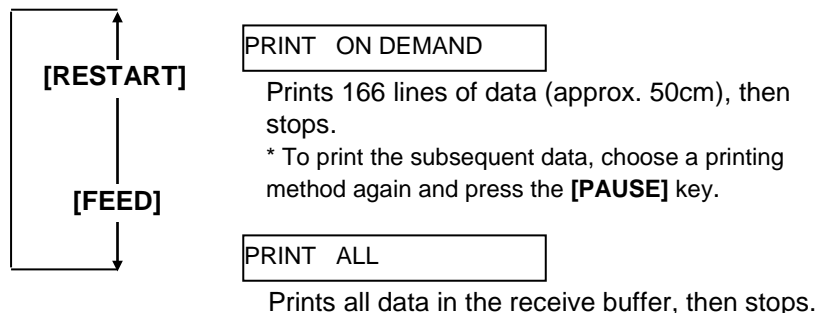 PRINT ON DEMAND
[RESTART]
Prints 166 lines of data (approx. 50cm), then
stops.
* To print the subsequent data, choose a printing
method again and press the [PAUSE] key.
[FEED]
PRINT ALL
Prints all data in the receive buffer, then stops.